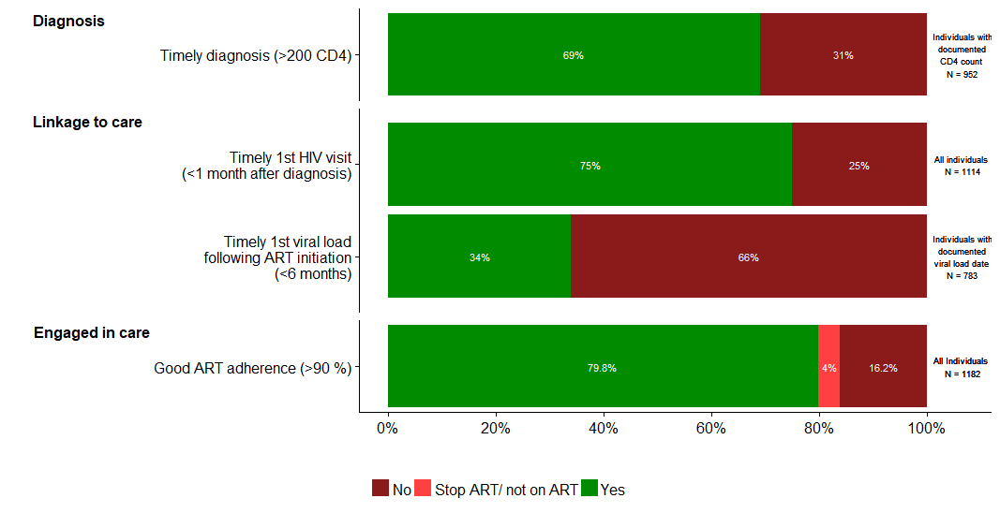 Diagnosis
Timely diagnosis (>200 CD4)
69%
31%
Individuals with
documented
CD4 count
N = 952
Linkage to care
Timely 1st HIV visit
(<1 month after diagnosis)
75%
25%
All individuals
N = 1114
Timely 1st viral load
following ART initiation
(<6 months)
34%
66%
Individuals with
documented
viral load date
N = 783
Engaged in care
Good ART adherence (>90 %)
79.8%
4%
16.2%
All Individuals
N = 1182
0%
20%
40%
60%
80%
100%
No
Stop ART/ not on ART
Yes